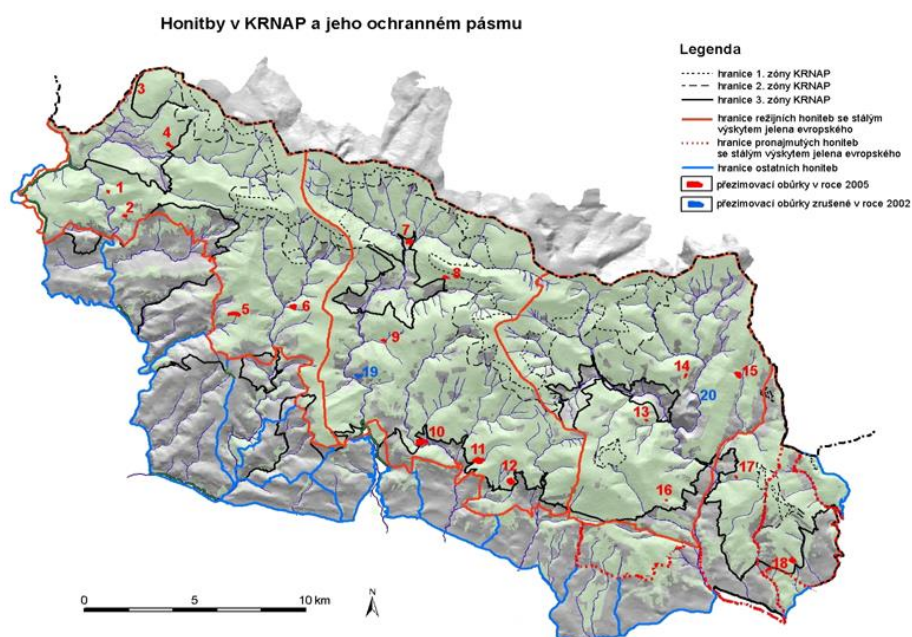 Honitby v KRNAP a jeho ochranném pásmu
Legenda
hranice 1. zóny KRNAP
hranice 2. zóny KRNAP
hranice 3. zóny KRNAP
hranice režijních honiteb se stálým
výskytem jelena evropského
hranice pronajmutých honiteb
se stálým výskytem jelena evropského
hranice ostatních honiteb
přezimovací obůrky v roce 2005
přezimovací obůrky zrušené v roce 2002
3
4
1
2
7
8
5
6
9
19
14
15
20
13
10
11
12
17
16
18
0 5 10 km
N